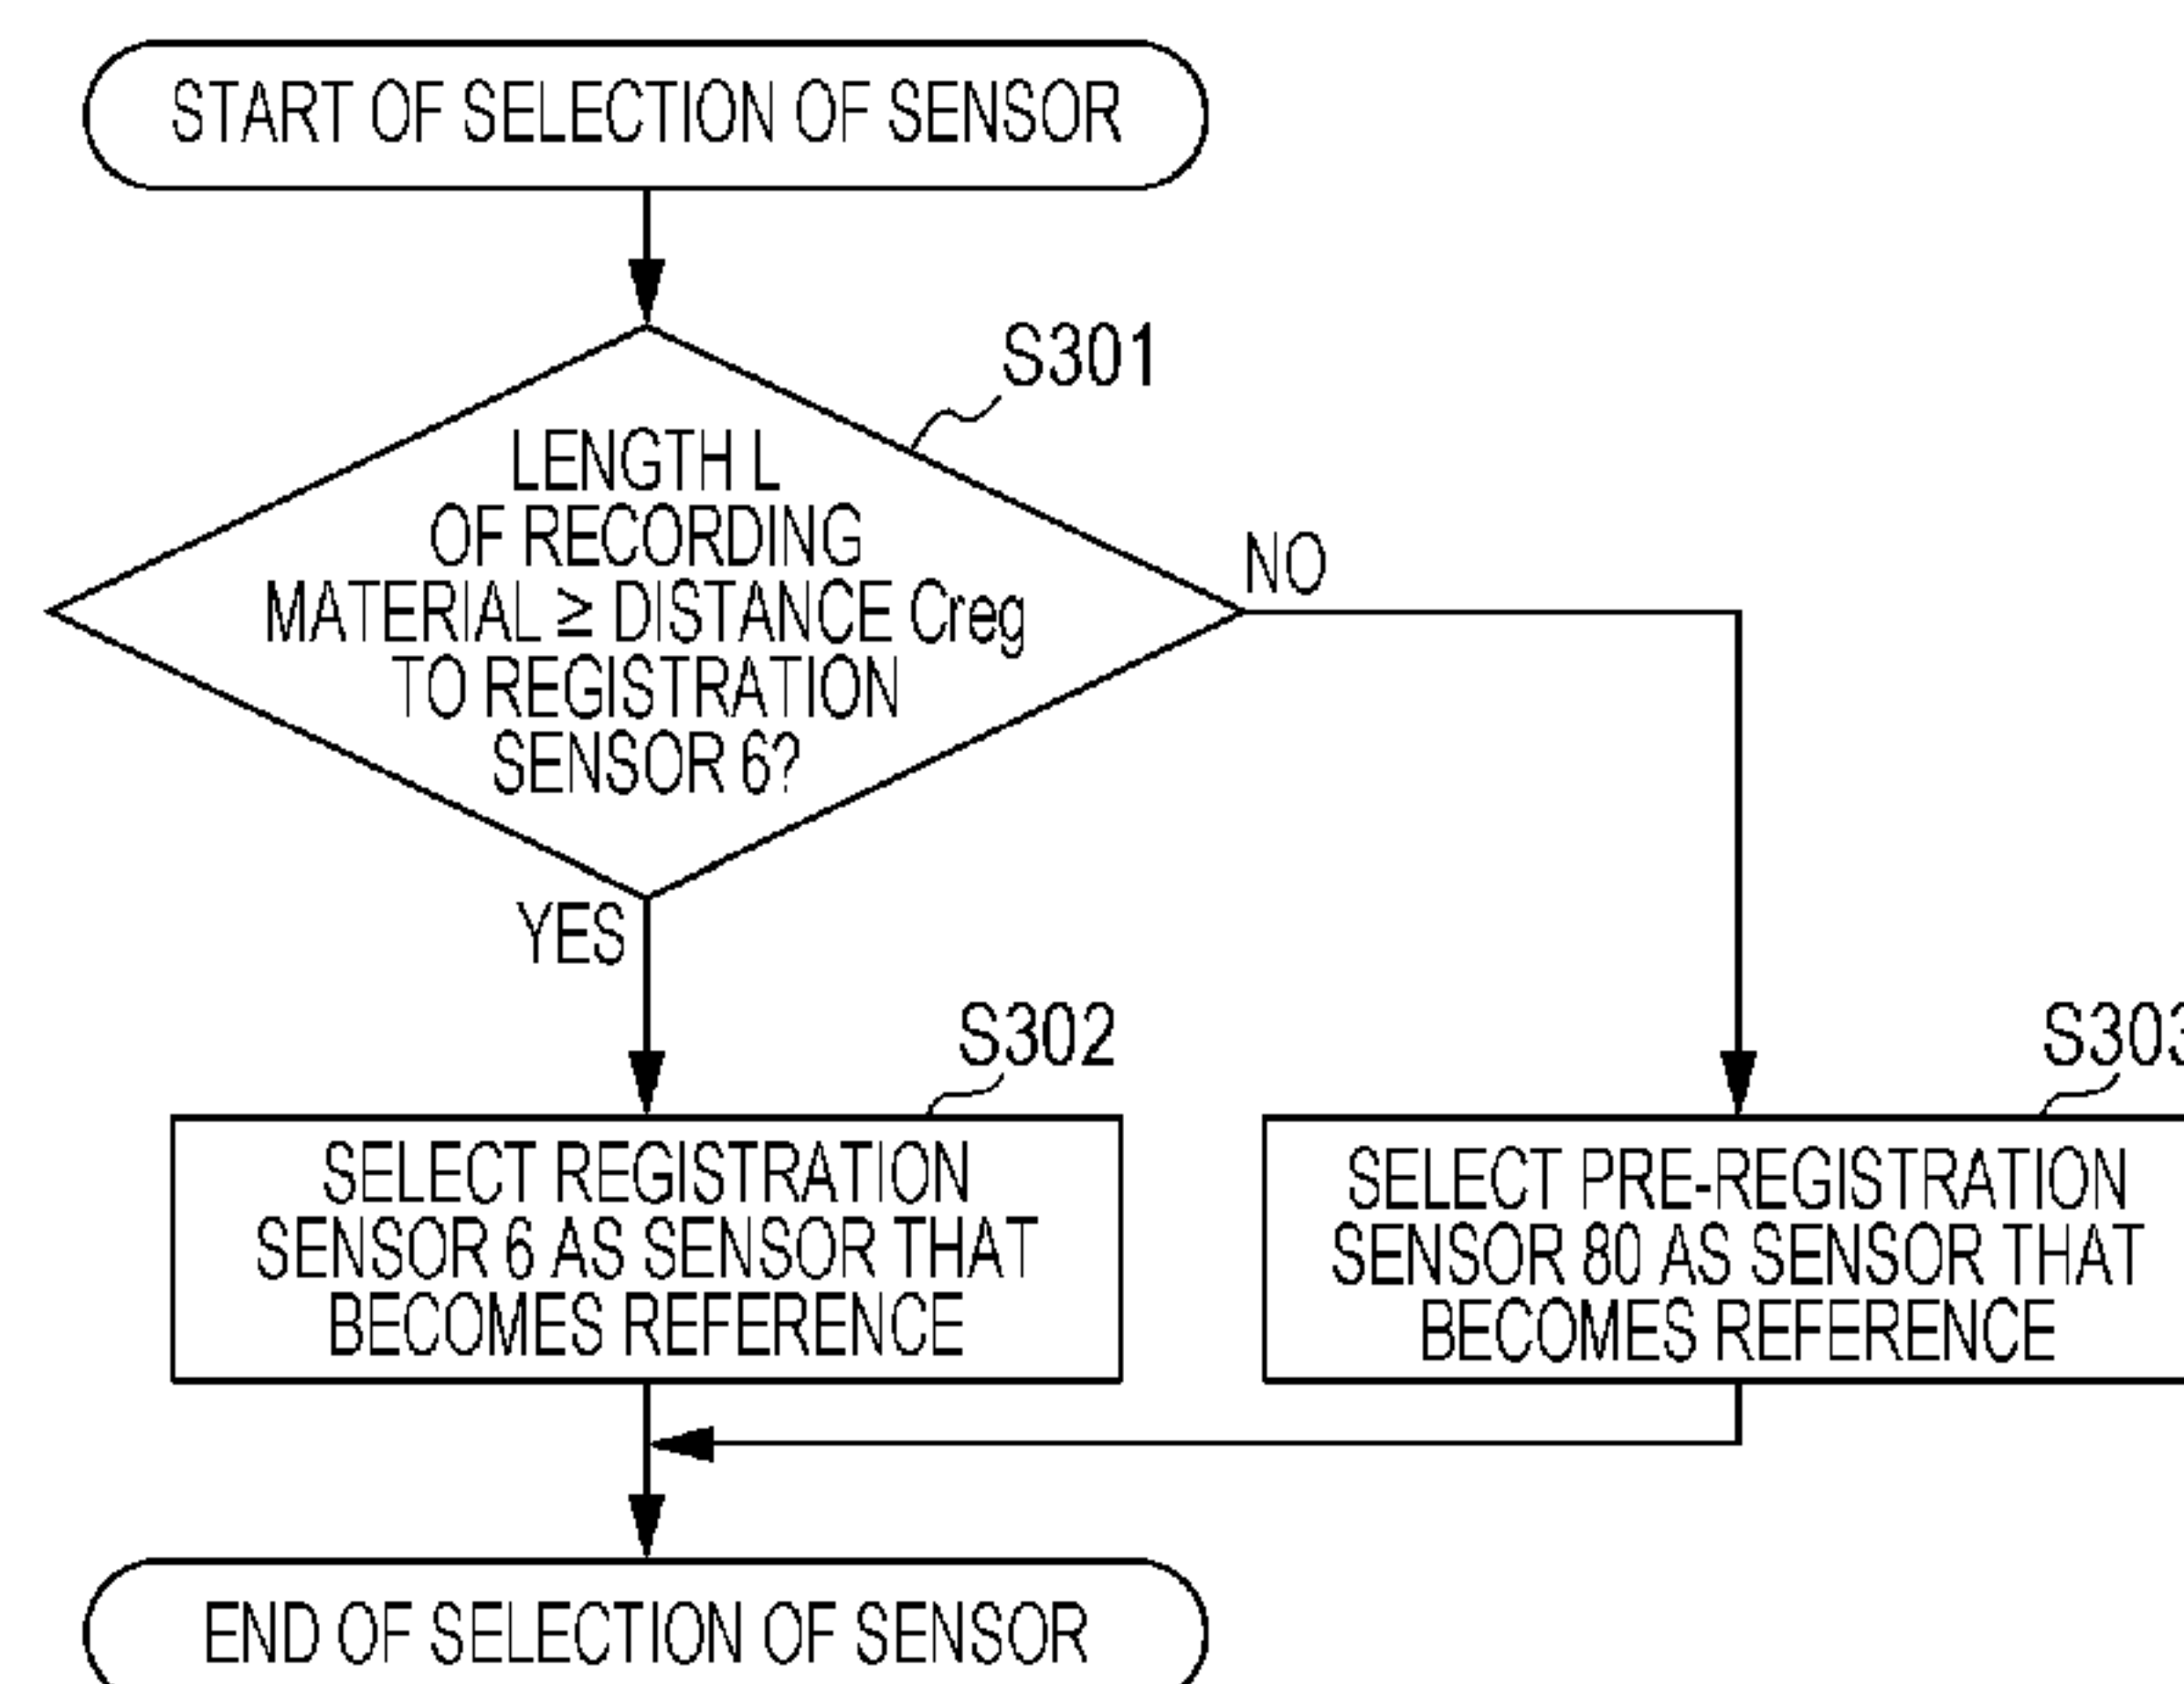 START OF SELECTION OF SENSOR
S301
LENGTH L
OF RECORDING
MATERIAL ≥ DISTANCE Creg
TO REGISTRATION
SENSOR 6?
NO
YES
S302
SELECT REGISTRATION
SENSOR 6 AS SENSOR THAT
BECOMES REFERENCE
S303
SELECT PRE-REGISTRATION
SENSOR 80 AS SENSOR THAT
BECOMES REFERENCE
END OF SELECTION OF SENSOR